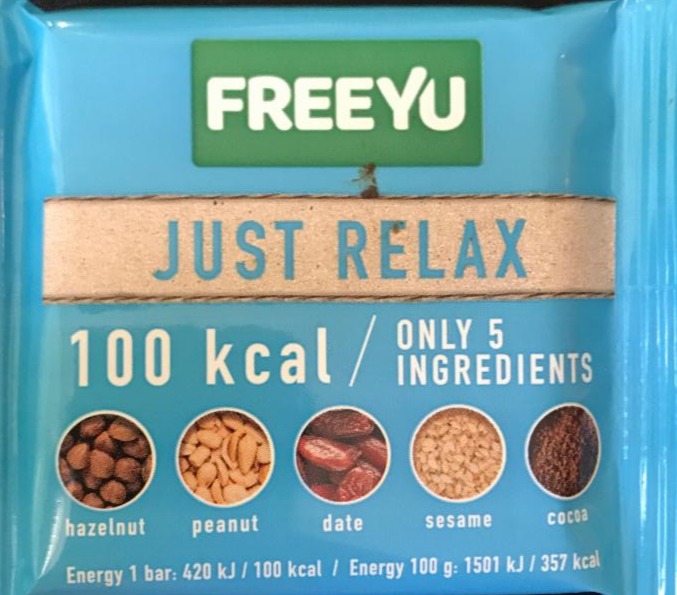 FREEYU
JUST RELAX
100 kcal / ONLY 5
INGREDIENTS
hazelnut peanut date sesame cocoa
Energy 1 bar: 420 kJ / 100 kcal / Energy 100 g: 1501 kJ / 357 kcal